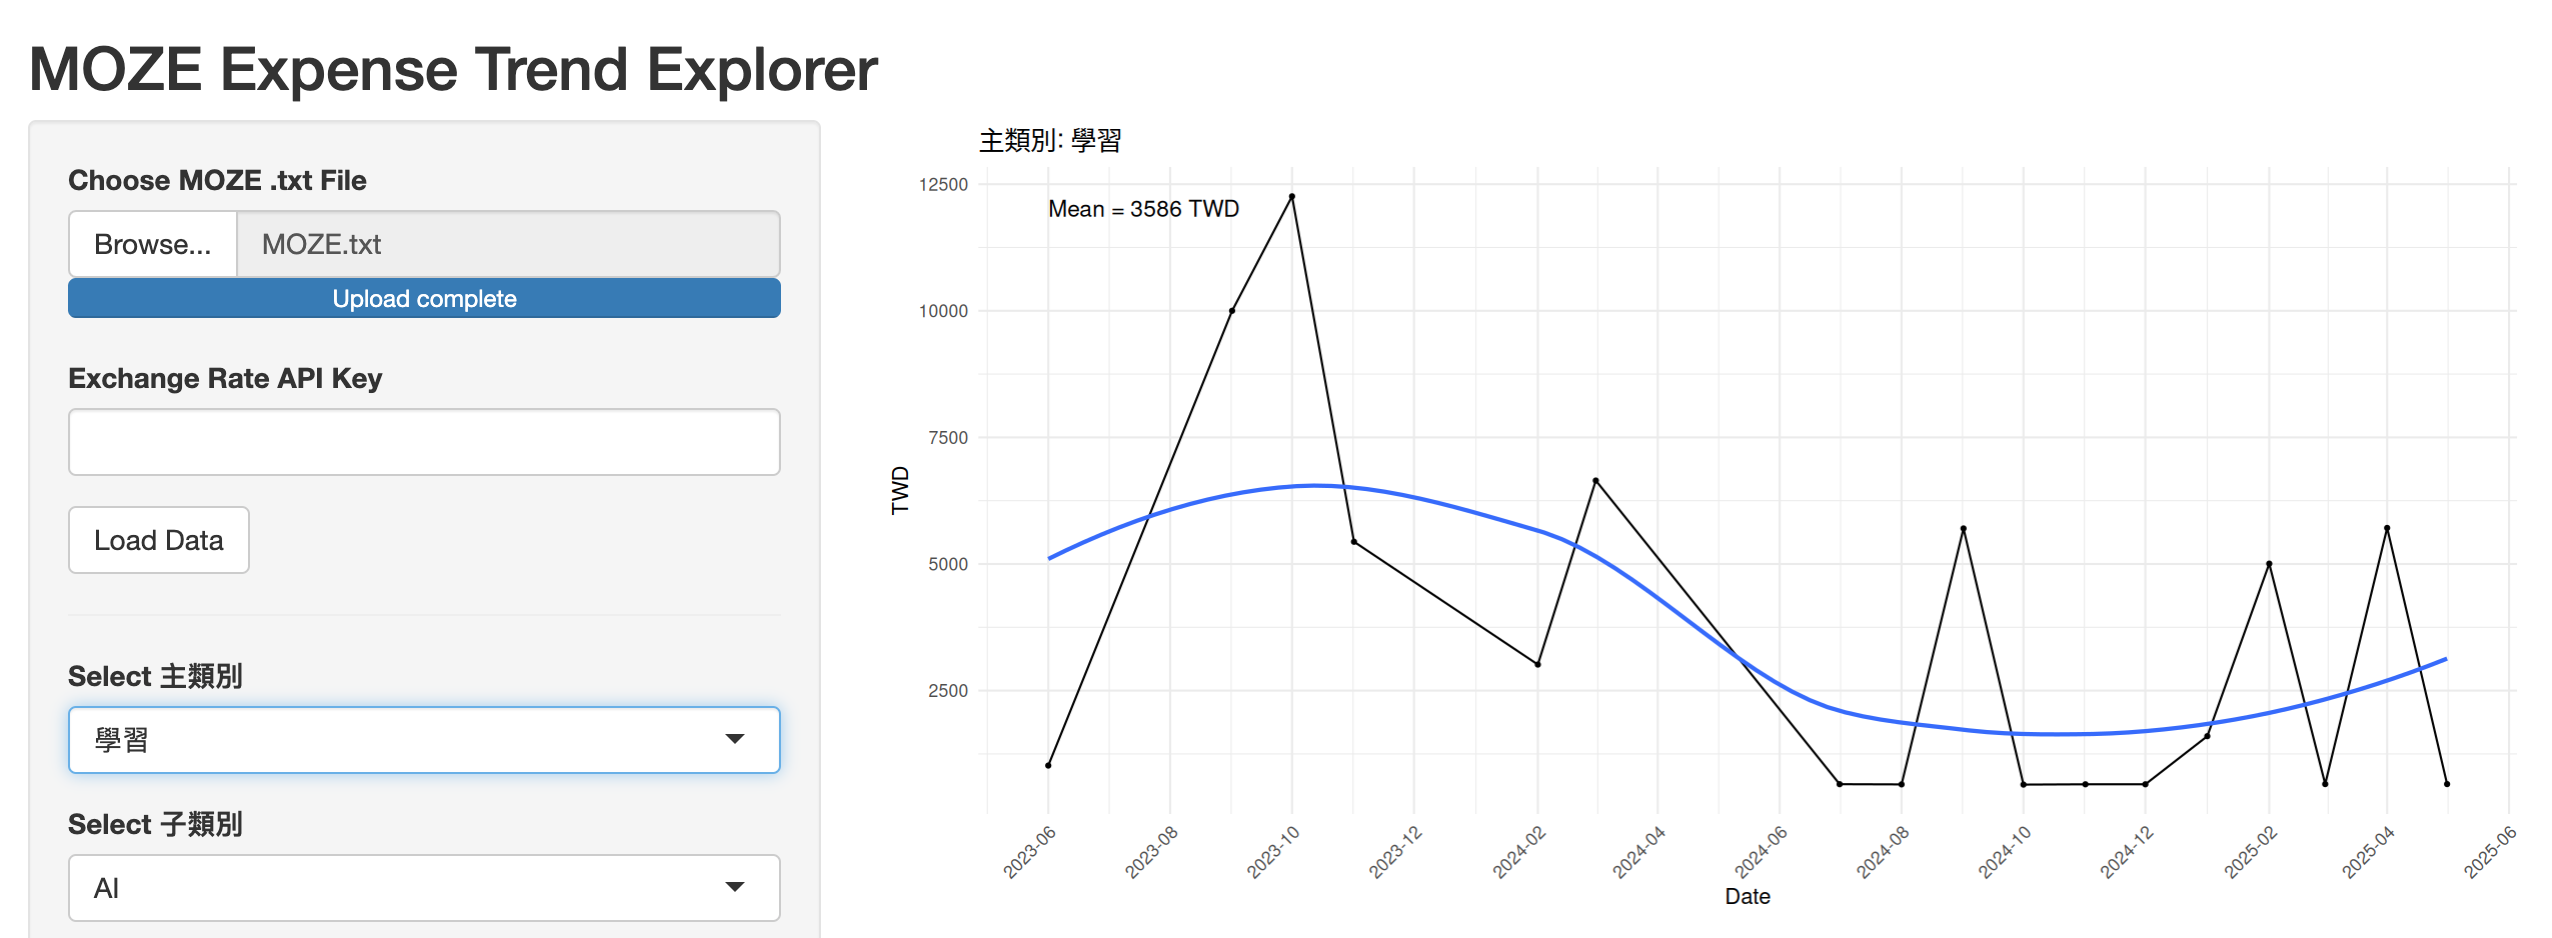 MOZE Expense Trend Explorer
Choose MOZE .txt File
Browse... MOZE.txt
Upload complete
Exchange Rate API Key
Load Data
Select 主類別
學習
Select 子類別
AI
主類別: 學習
Mean = 3586 TWD
12500
10000
7500
5000
2500
TWD
2023-06 2023-08 2023-10 2023-12 2024-02 2024-04 2024-06 2024-08 2024-10 2024-12 2025-02 2025-04 2025-06
Date